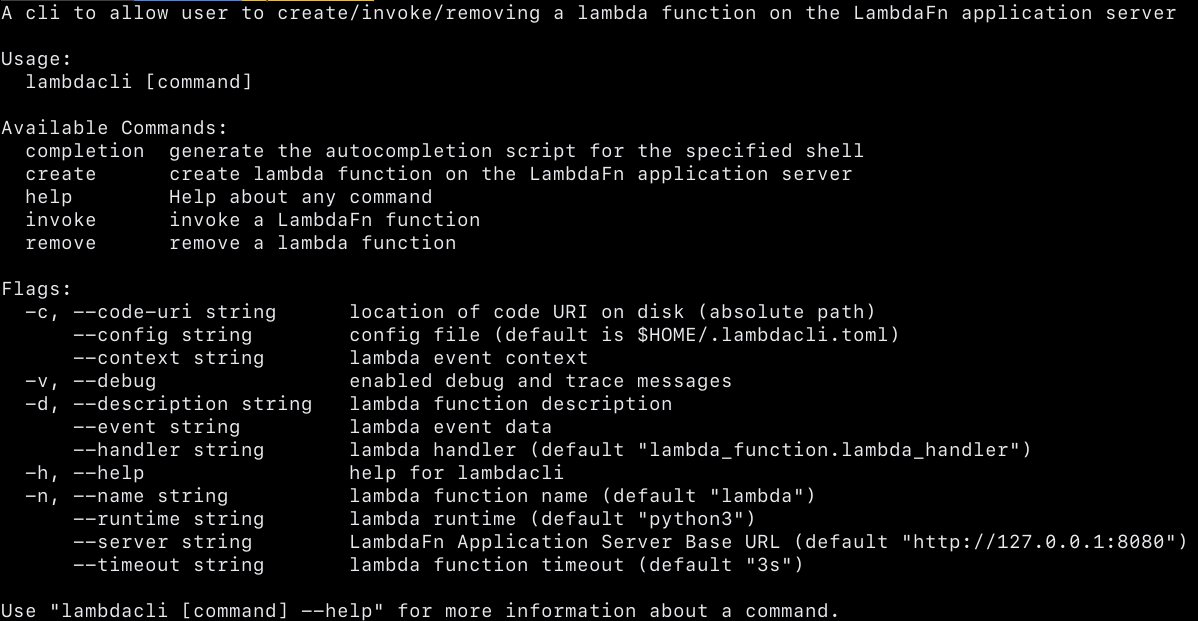 A cli to allow user to create/invoke/removing a lambda function on the LambdaFn application server

Usage:
  lambdacli [command]

Available Commands:
  completion  generate the autocompletion script for the specified shell
  create      create lambda function on the LambdaFn application server
  help        Help about any command
  invoke      invoke a LambdaFn function
  remove      remove a lambda function

Flags:
  -c, --code-uri string      location of code URI on disk (absolute path)
      --config string        config file (default is $HOME/.lambdacli.toml)
      --context string       lambda event context
  -v, --debug                enabled debug and trace messages
  -d, --description string   lambda function description
      --event string         lambda event data
      --handler string       lambda handler (default "lambda_function.lambda_handler")
  -h, --help                 help for lambdacli
  -n, --name string          lambda function name (default "lambda")
      --runtime string       lambda runtime (default "python3")
      --server string        LambdaFn Application Server Base URL (default "http://127.0.0.1:8080")
      --timeout string       lambda function timeout (default "3s")

Use "lambdacli [command] --help" for more information about a command.